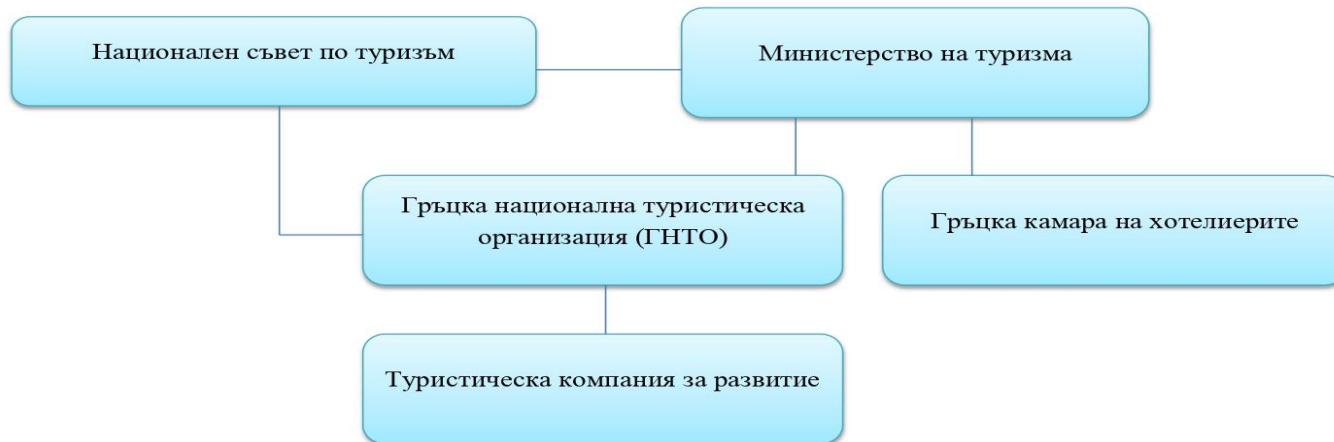 Национален съвет по туризъм
Министерство на туризма
Гръцка национална туристическа
организация (ГНТО)
Гръцка камара на хотелиерите
Туристическа компания за развитие